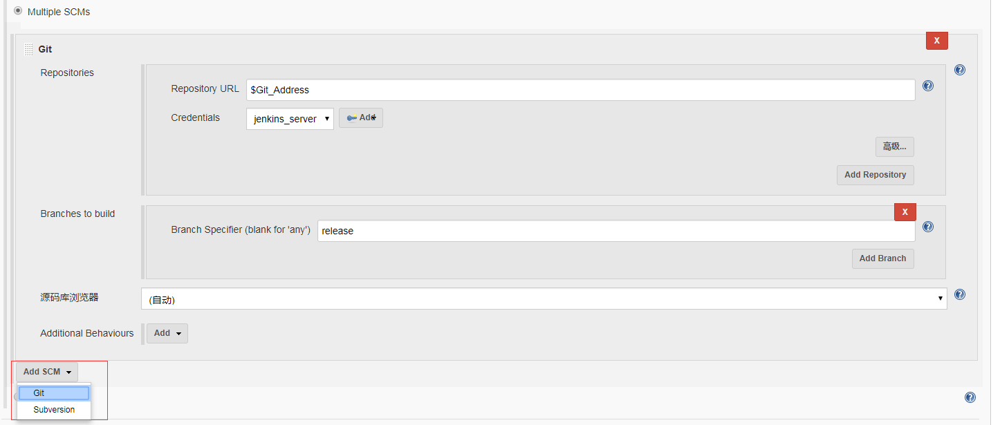 Multiple SCMs
Git
X
Repositories
Repository URL $Git_Address
Credentials jenkins_server Add
高级...
Add Repository
Branches to build
X
Branch Specifier (blank for 'any') release
Add Branch
源码库浏览器 (自动)
Additional Behaviours Add
Add SCM
Git
Subversion